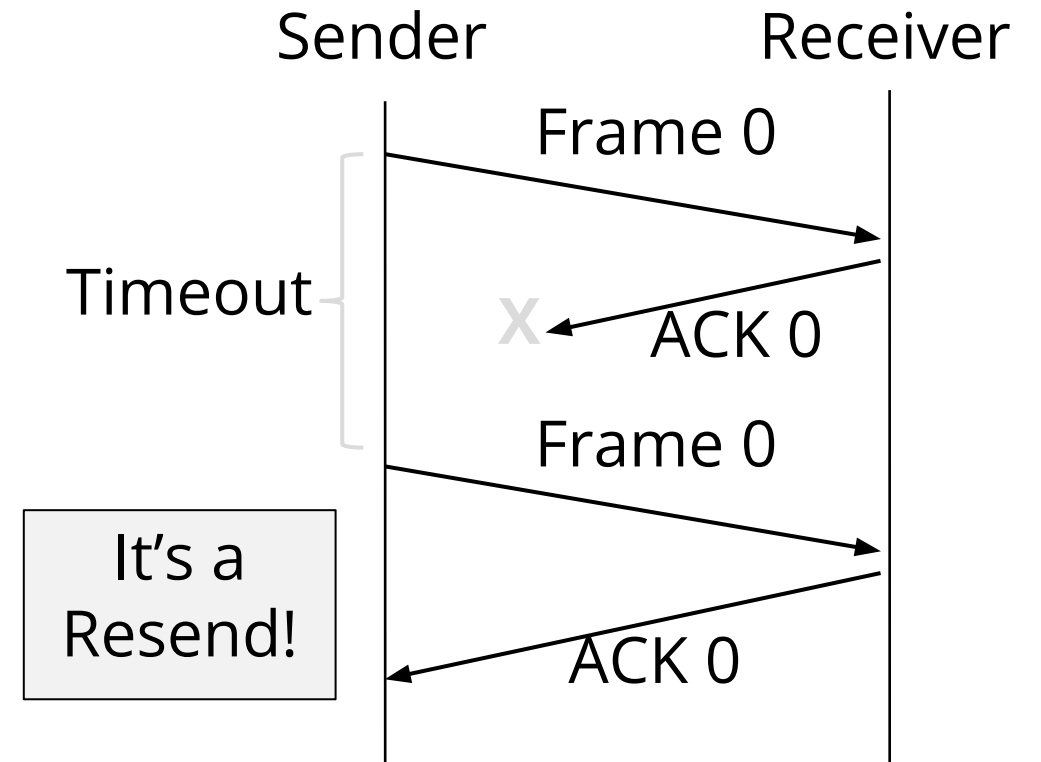 Sender
Receiver
Frame 0
Timeout
X
ACK 0
Frame 0
It’s a
Resend!
ACK 0